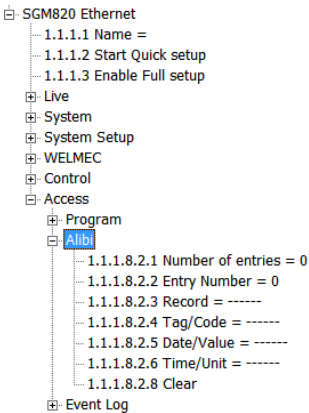 SGM820 Ethernet
1.1.1.1 Name =
1.1.1.2 Start Quick setup
1.1.1.3 Enable Full setup
Live
System
System Setup
WELMEC
Control
Access
Program
Alibi
1.1.1.8.2.1 Number of entries = 0
1.1.1.8.2.2 Entry Number = 0
1.1.1.8.2.3 Record = ------
1.1.1.8.2.4 Tag/Code = ------
1.1.1.8.2.5 Date/Value = ------
1.1.1.8.2.6 Time/Unit = ------
1.1.1.8.2.8 Clear
Event Log